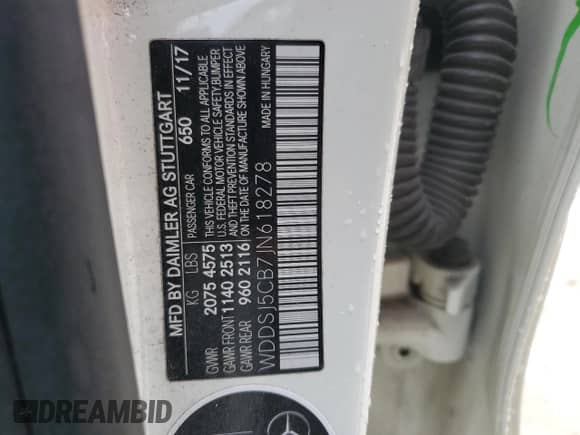 MFD BY DAIMLER AG STUTTGART
KG LBS PASSENGER CAR 650 11/17
GVWR 2075 4575 THIS VEHICLE CONFORMS TO ALL APPLICABLE
GAWR FRONT 1140 2513 U.S. FEDERAL MOTOR VEHICLE SAFETY, BUMPER
GAWR REAR 960 2116 AND THEFT PREVENTION STANDARDS IN EFFECT
ON THE DATE OF MANUFACTURE SHOWN ABOVE
WDDSJ5CB7JN618278 MADE IN HUNGARY
DREAMBID